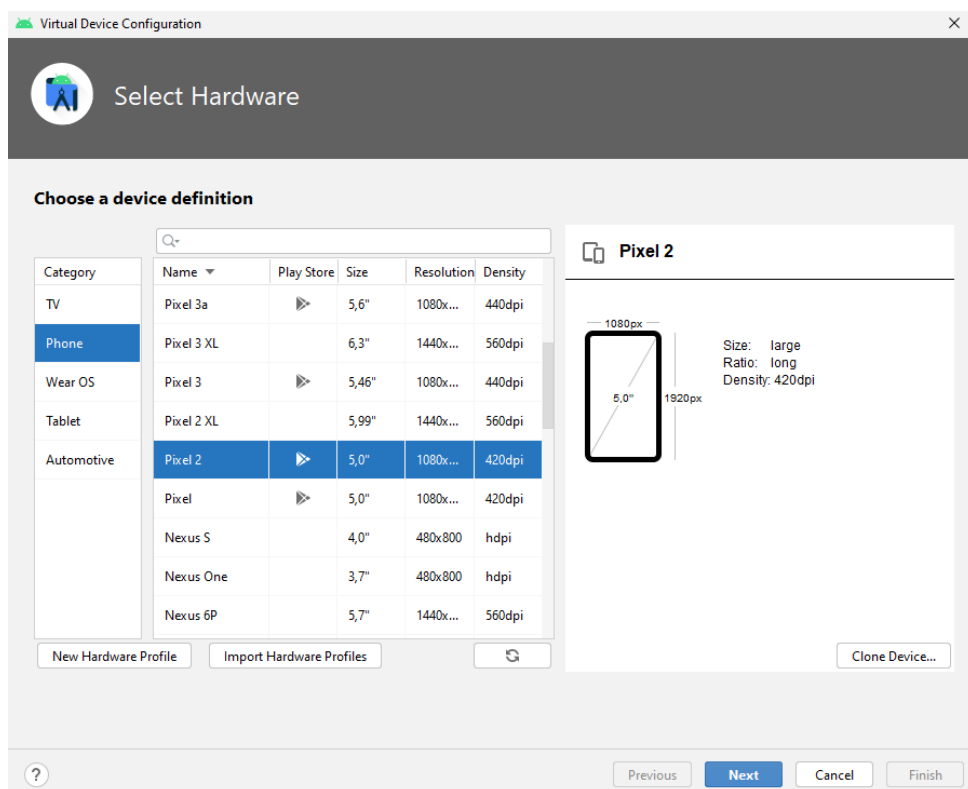 Virtual Device Configuration
Select Hardware
Choose a device definition
Category
TV
Phone
Wear OS
Tablet
Automotive
Name Play Store Size Resolution Density
Pixel 3a 5,6" 1080x... 440dpi
Pixel 3 XL 6,3" 1440x... 560dpi
Pixel 3 5,46" 1080x... 440dpi
Pixel 2 XL 5,99" 1440x... 560dpi
Pixel 2 5,0" 1080x... 420dpi
Pixel 5,0" 1080x... 420dpi
Nexus S 4,0" 480x800 hdpi
Nexus One 3,7" 480x800 hdpi
Nexus 6P 5,7" 1440x... 560dpi
New Hardware Profile Import Hardware Profiles
Pixel 2
1080px
5,0" 1920px
Size: large
Ratio: long
Density: 420dpi
Clone Device...
? Previous Next Cancel Finish